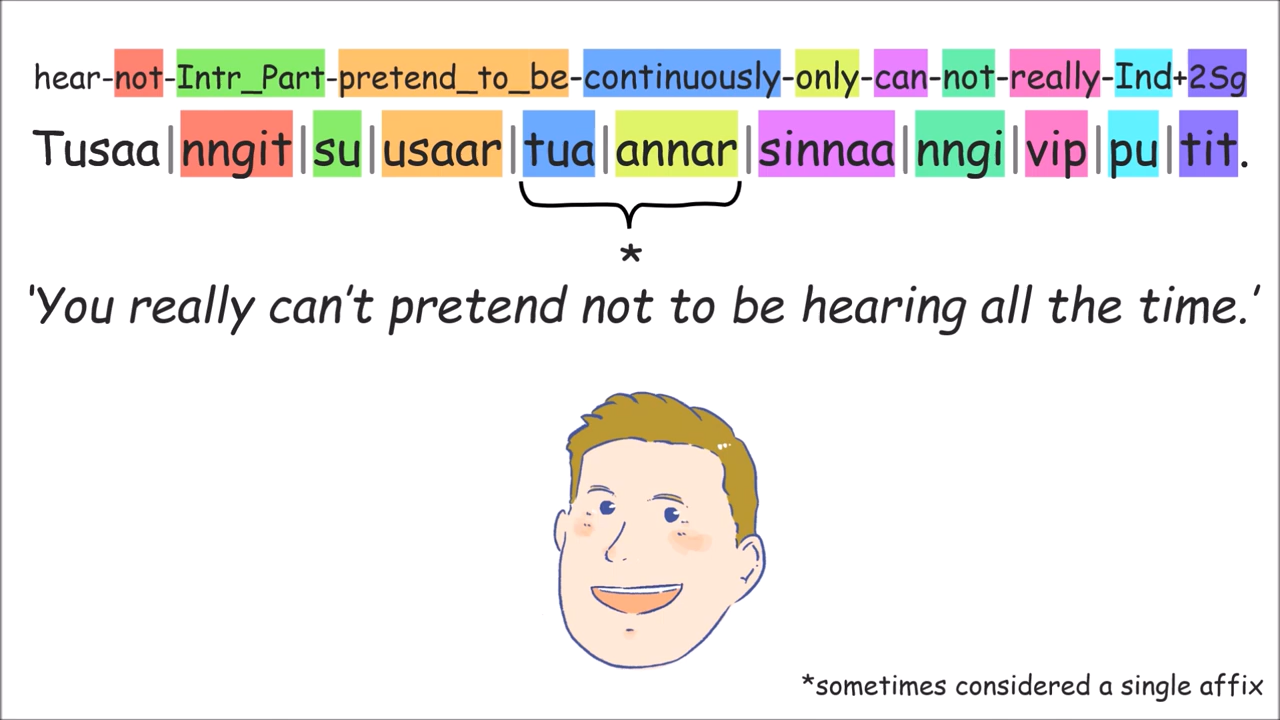 hear-not-Intr_Part-pretend_to_be-continuously-only-can-not-really-Ind+2Sg
Tusaa|nngit|su|usaar|tua|annar|sinnaa|nngi|vip|pu|tit.
*
'You really can't pretend not to be hearing all the time.'
*sometimes considered a single affix